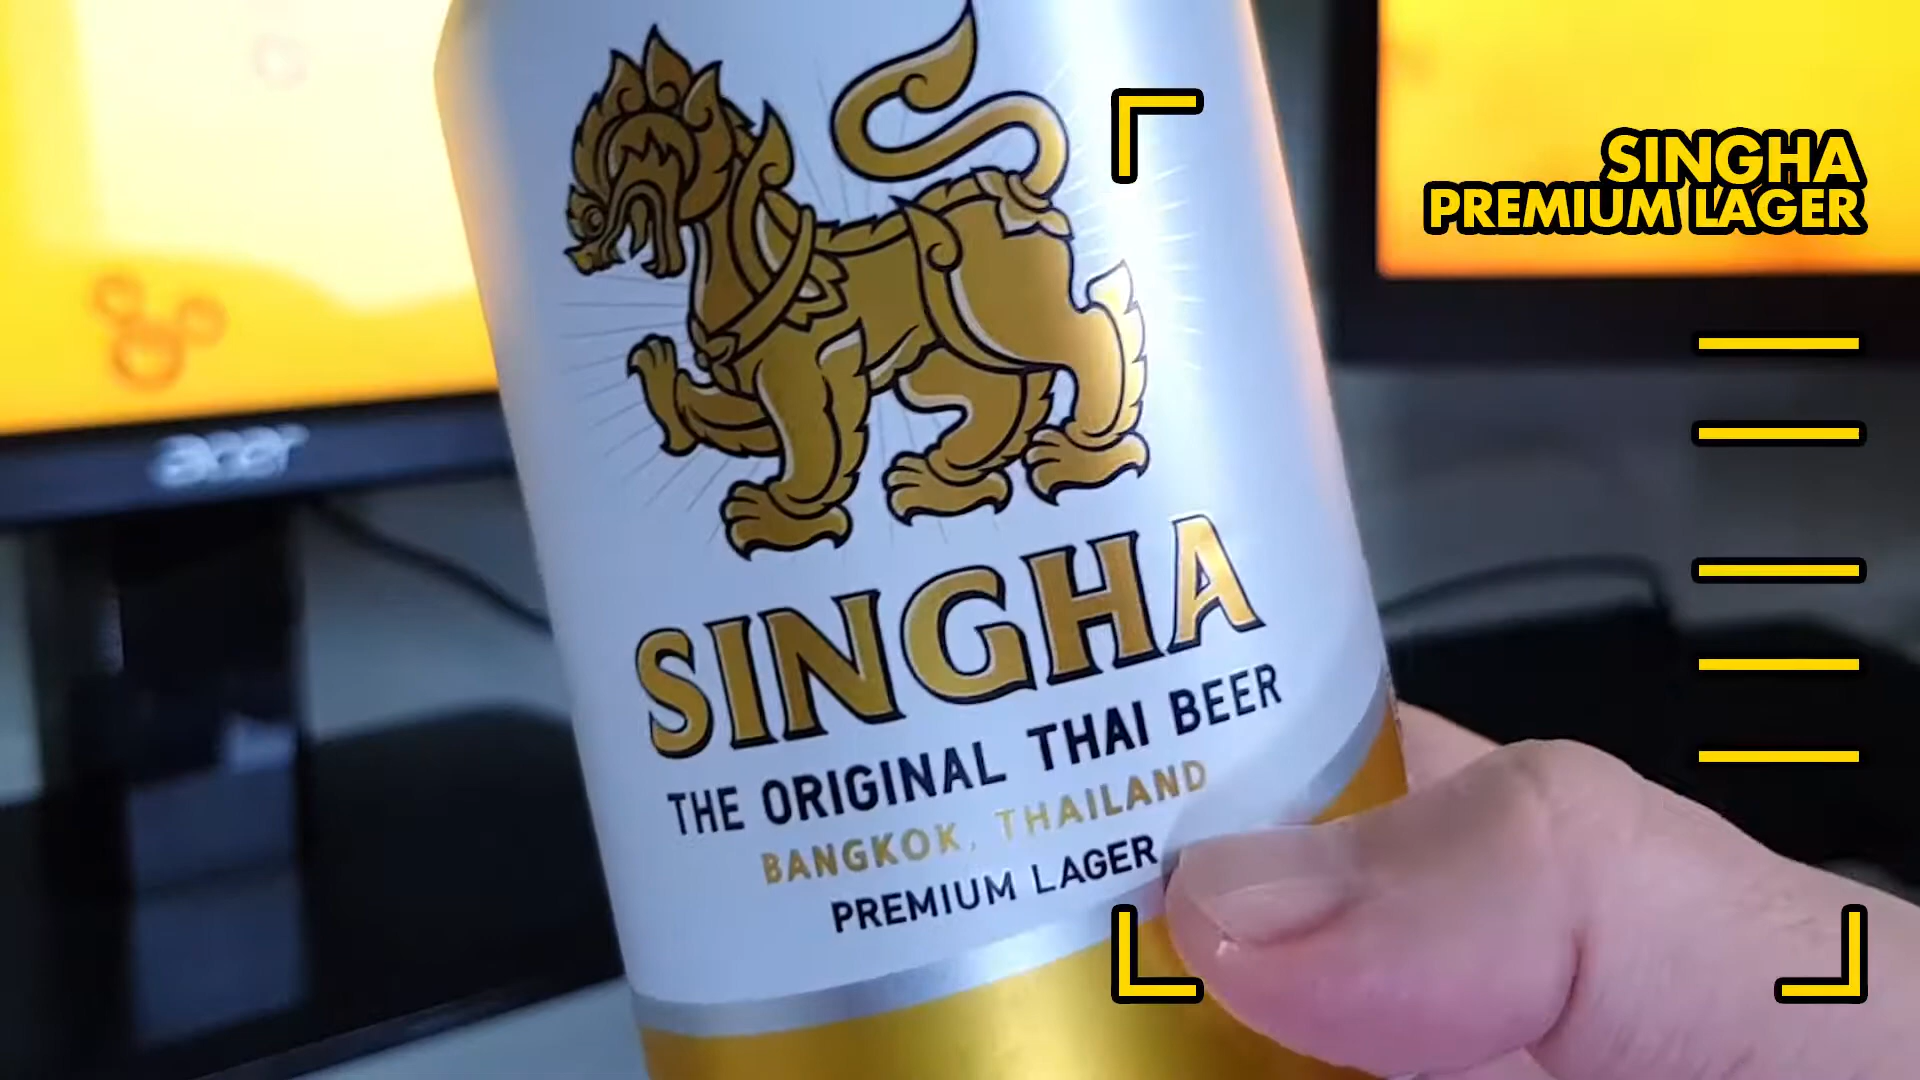 SINGHA
PREMIUM LAGER
acer
SINGHA
THE ORIGINAL THAI BEER
BANGKOK, THAILAND
PREMIUM LAGER